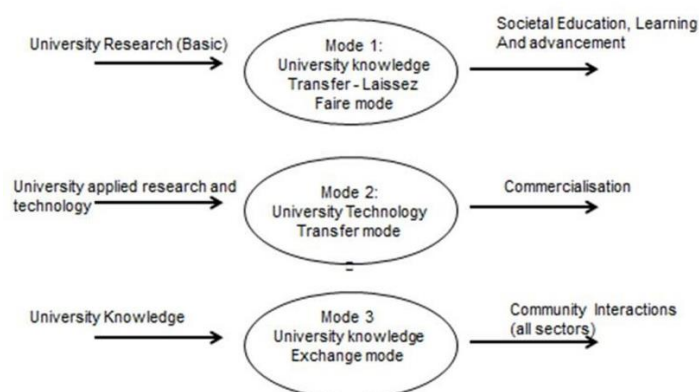 University Research (Basic)
Mode 1:
University knowledge
Transfer - Laissez
Faire mode
Societal Education, Learning
And advancement
University applied research and
technology
Mode 2:
University Technology
Transfer mode
Commercialisation
University Knowledge
Mode 3
University knowledge
Exchange mode
Community Interactions
(all sectors)